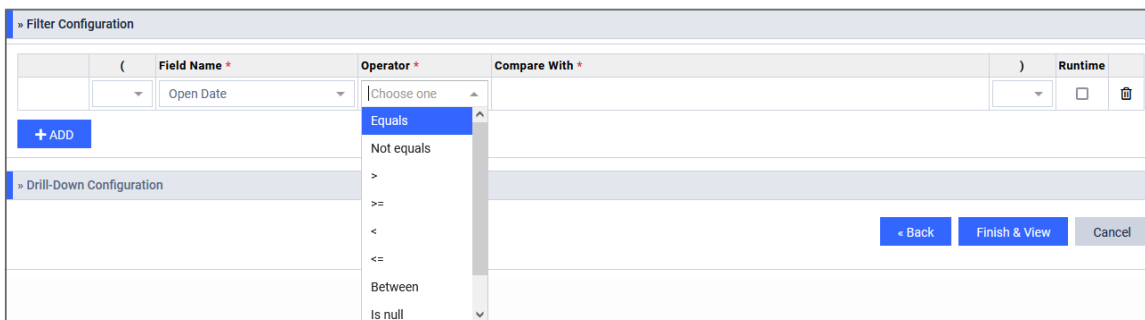 » Filter Configuration
( Field Name * Operator * Compare With * ) Runtime
Open Date Choose one
Equals
+ ADD
Not equals
>
» Drill-Down Configuration
>=
<
« Back Finish & View Cancel
<=
Between
Is null